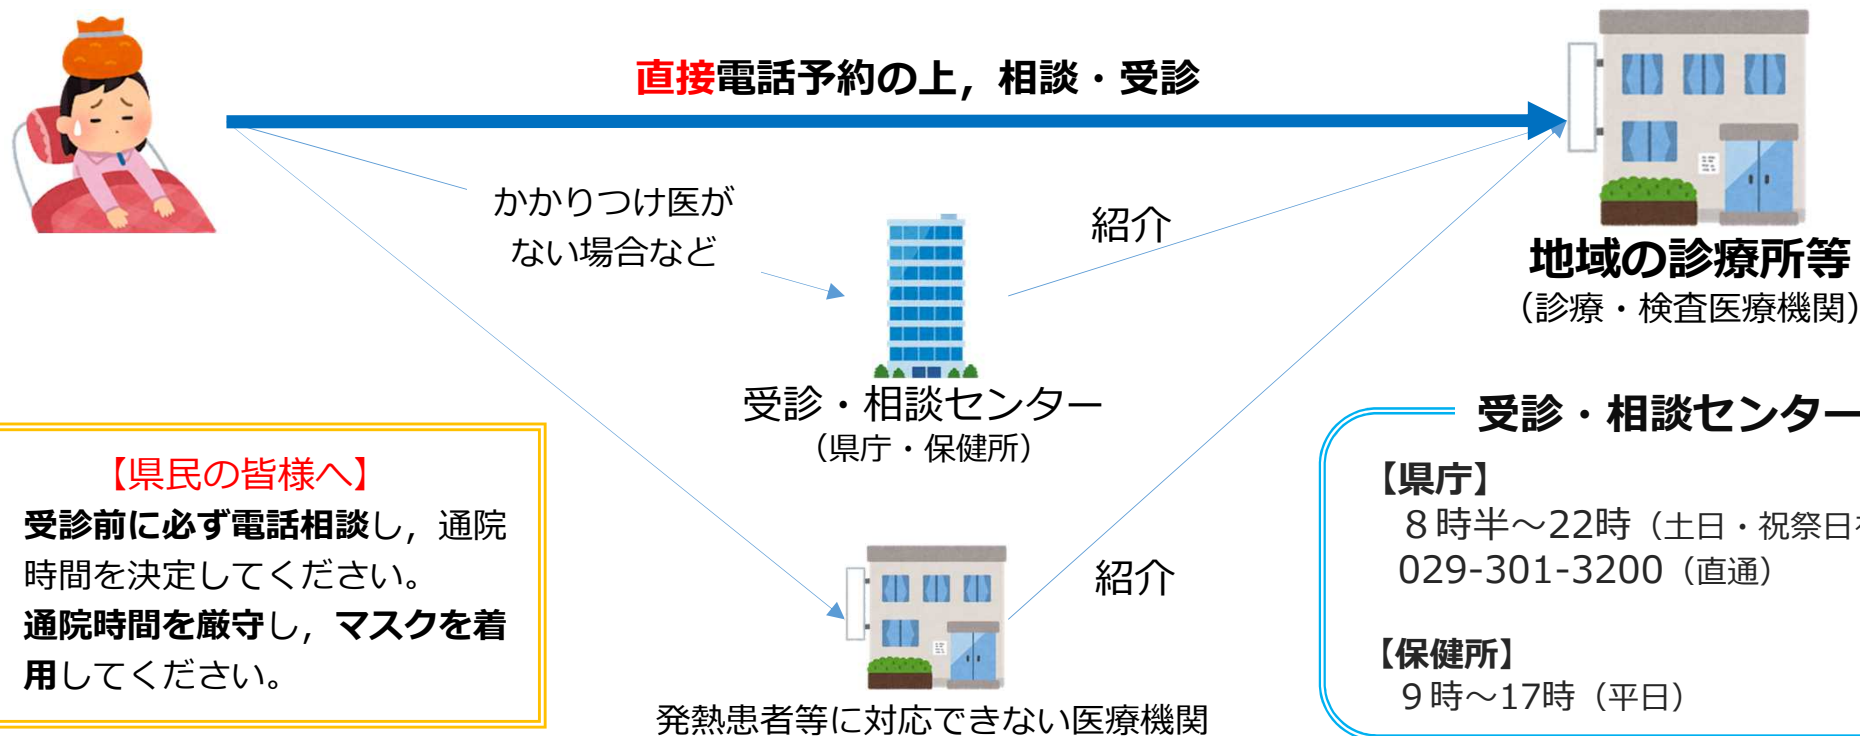 直接電話予約の上，相談・受診
かかりつけ医が
ない場合など
紹介
地域の診療所等
（診療・検査医療機関）
受診・相談センター
（県庁・保健所）
【県民の皆様へ】
受診前に必ず電話相談し，通院
時間を決定してください。
通院時間を厳守し，マスクを着
用してください。
紹介
発熱患者等に対応できない医療機関
受診・相談センター
【県庁】
８時半～22時（土日・祝祭日
029-301-3200（直通）
【保健所】
９時～17時（平日）